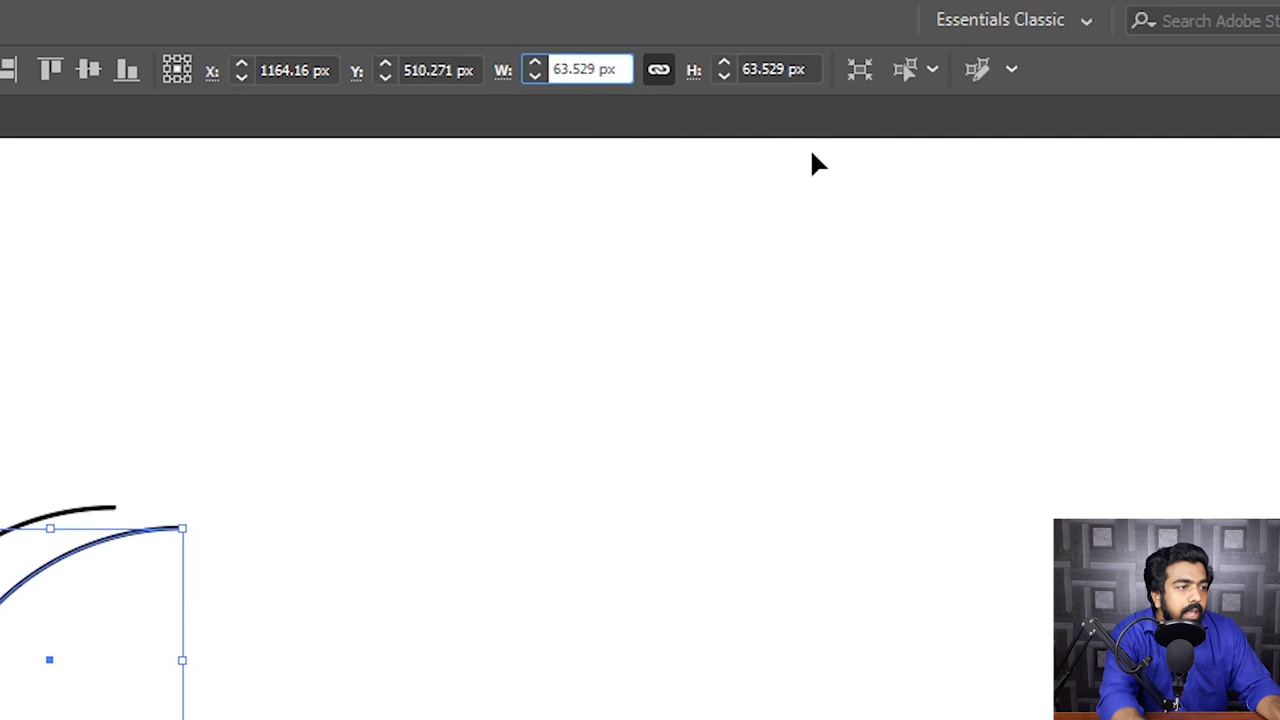 Essentials Classic
Search Adobe St
X: 1164.16 px Y: 510.271 px W: 63.529 px H: 63.529 px